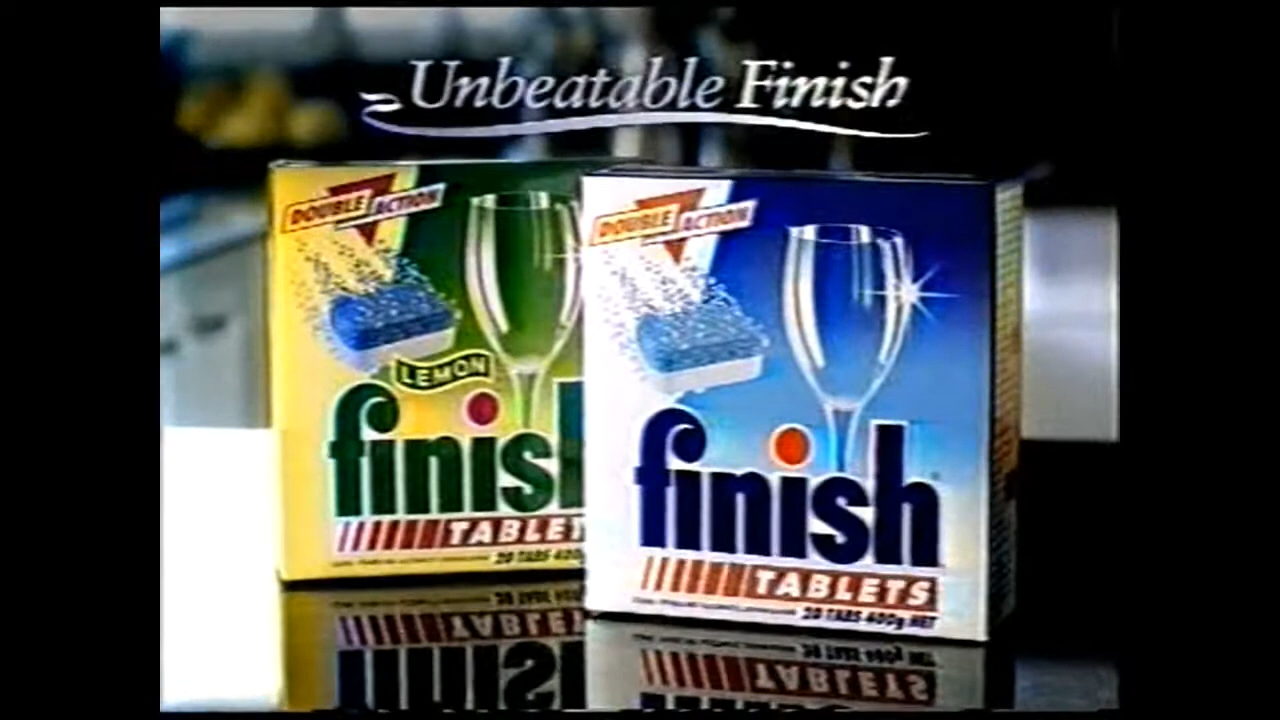 Unbeatable Finish
DOUBLE ACTION
LEMON
finish
TABLETS
20 TABS 400g
DOUBLE ACTION
finish
TABLETS
20 TABS 400g NET